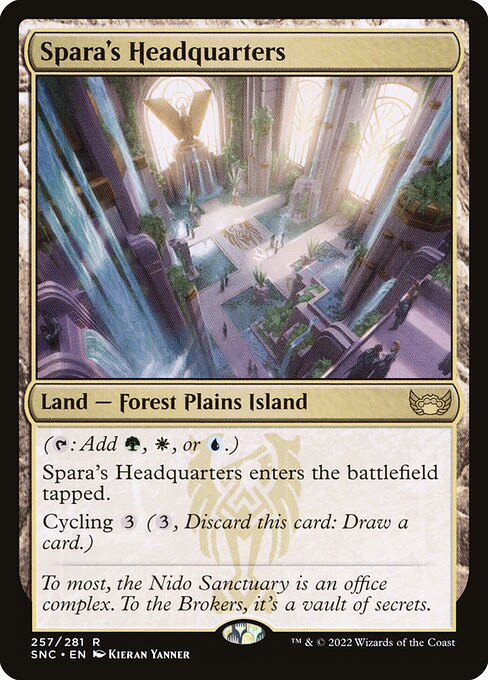 Spara's Headquarters
Land — Forest Plains Island
(: Add , , or .)
Spara's Headquarters enters the battlefield
tapped.
Cycling 3 (3, Discard this card: Draw a
card.)
To most, the Nido Sanctuary is an office
complex. To the Brokers, it's a vault of secrets.
257/281 R
SNC • EN Kieran Yanner
™ & © 2022 Wizards of the Coast